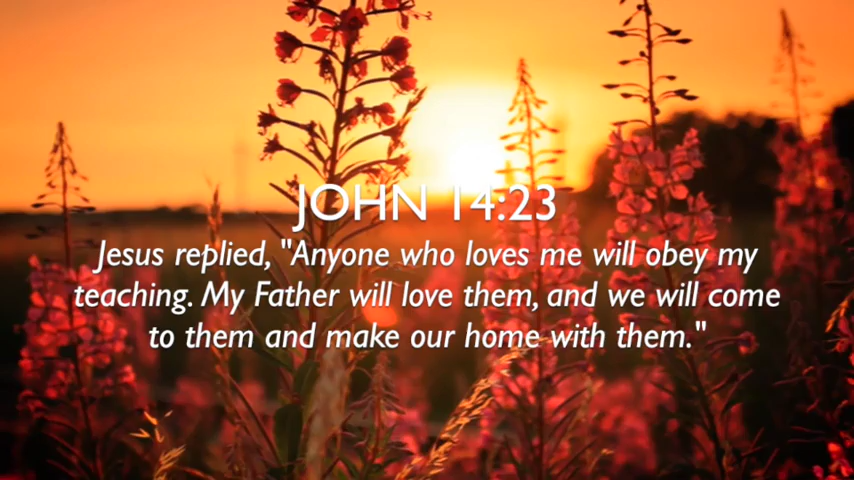 JOHN 14:23
Jesus replied, "Anyone who loves me will obey my
teaching. My Father will love them, and we will come
to them and make our home with them."